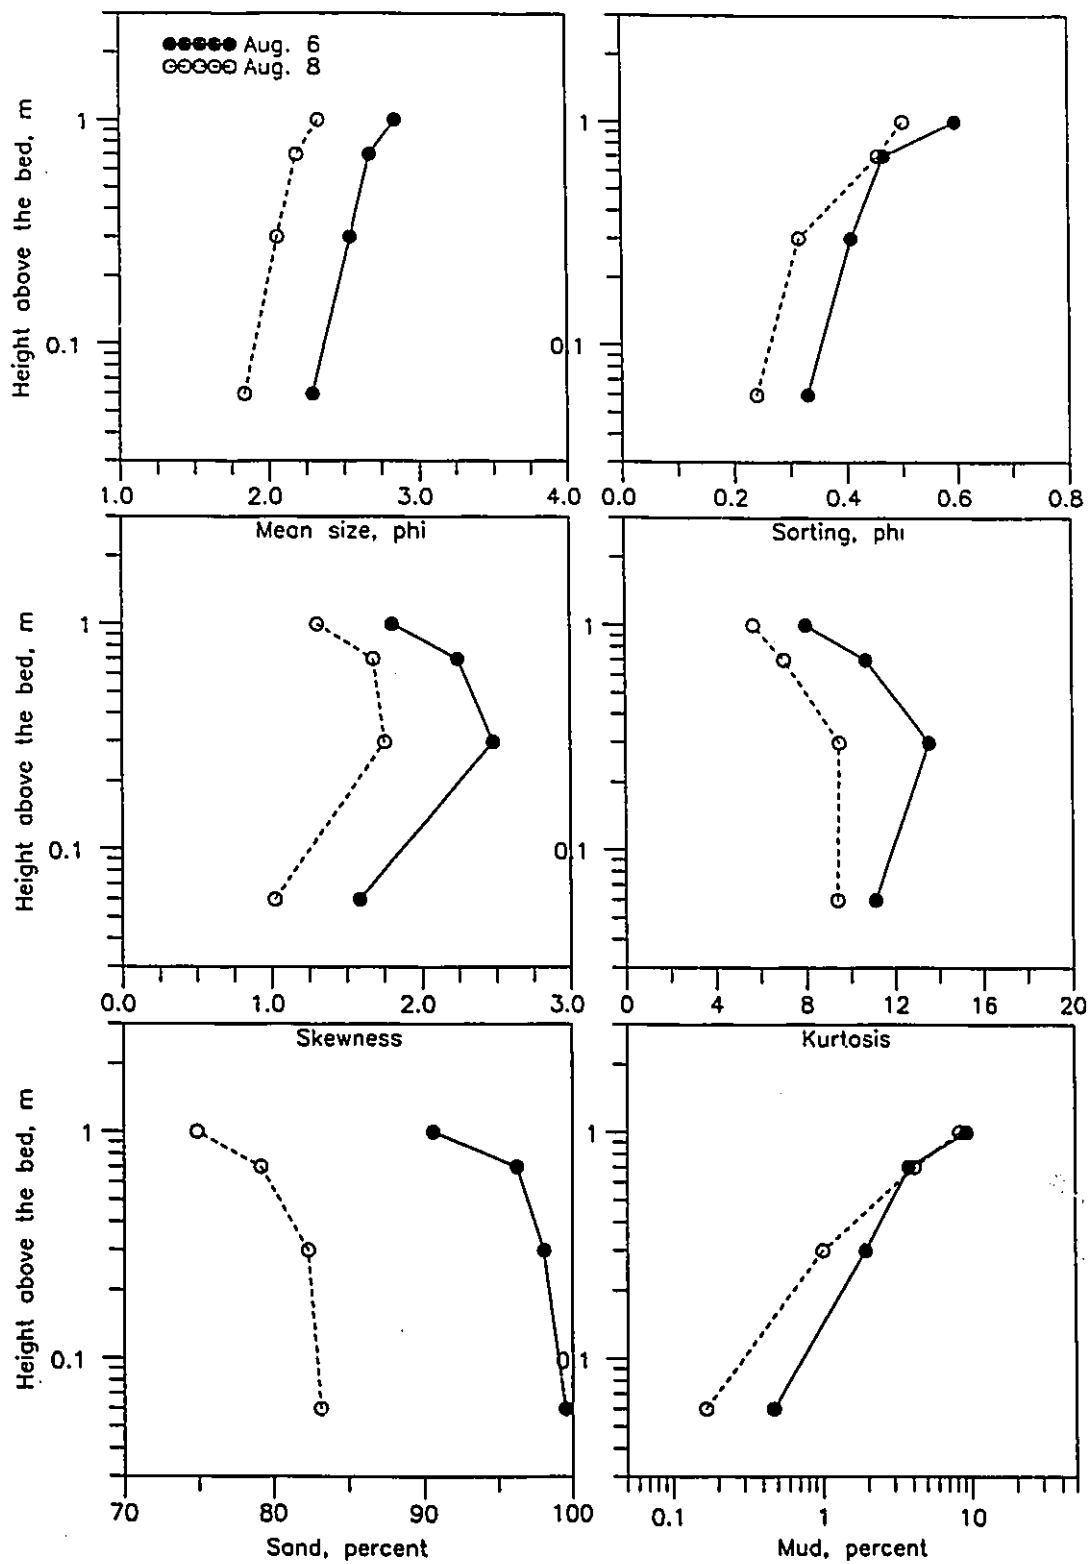 Aug. 6
Aug. 8
Height above the bed, m
1
0.1
1
0.1
1.0 2.0 3.0 4.0
0.0 0.2 0.4 0.6 0.8
Mean size, phi
Sorting, phi
Height above the bed, m
1
0.1
1
0.1
0.0 1.0 2.0 3.0
0 4 8 12 16 20
Skewness
Kurtosis
Height above the bed, m
1
0.1
1
0.1
70 80 90 100
0.1 1 10
Sand, percent
Mud, percent